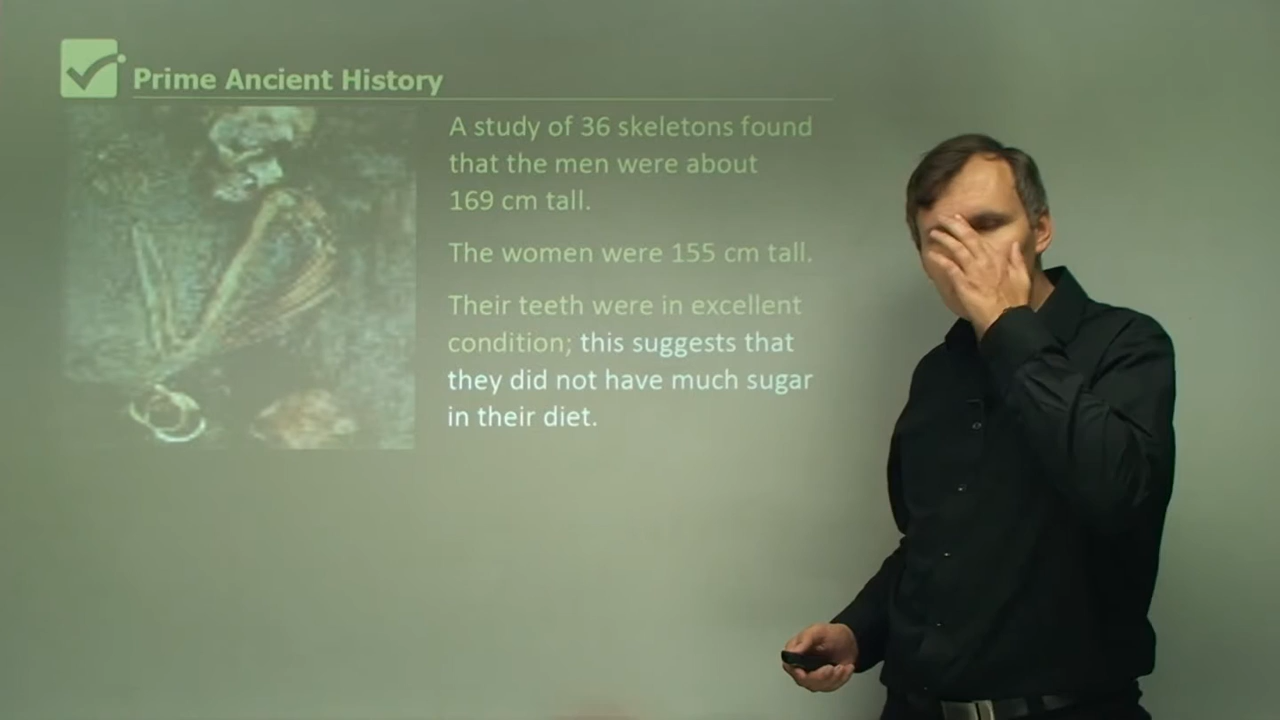 Prime Ancient History
A study of 36 skeletons found
that the men were about
169 cm tall.
The women were 155 cm tall.
Their teeth were in excellent
condition; this suggests that
they did not have much sugar
in their diet.